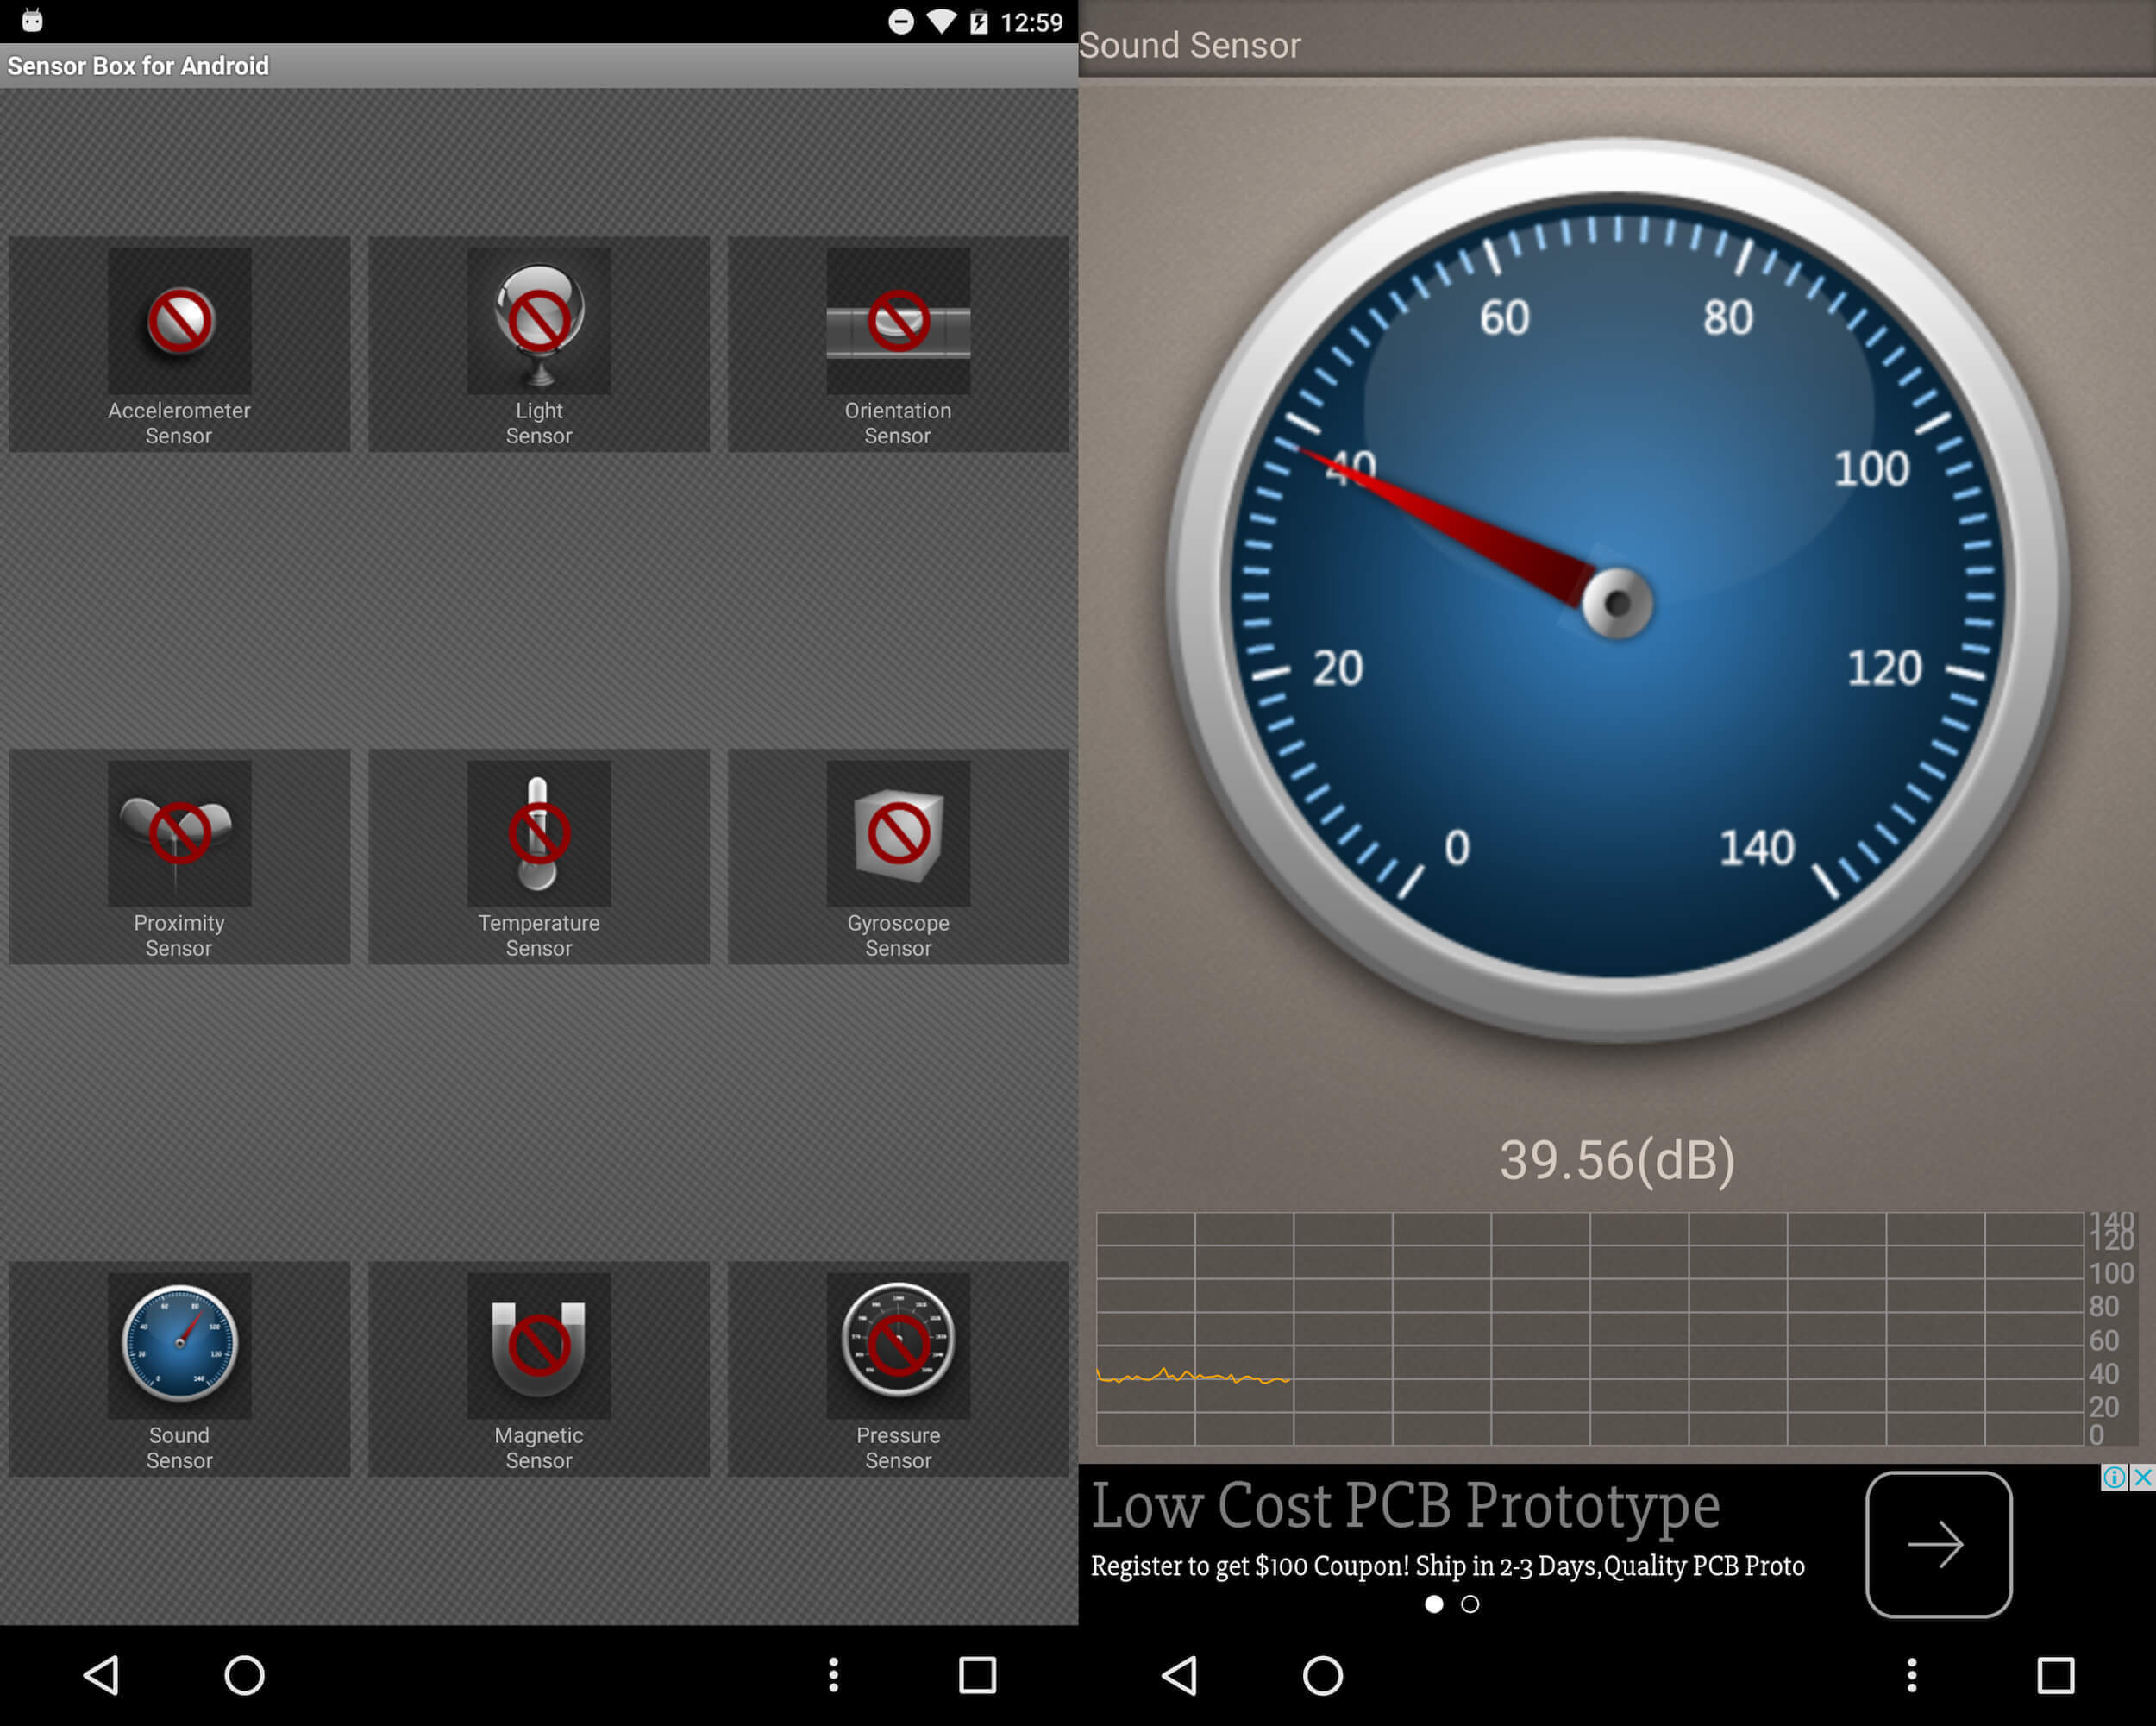 12:59
Sensor Box for Android
Accelerometer
Sensor
Light
Sensor
Orientation
Sensor
Proximity
Sensor
Temperature
Sensor
Gyroscope
Sensor
Sound
Sensor
Magnetic
Sensor
Pressure
Sensor
Sound Sensor
60
80
40
100
20
120
0
140
39.56(dB)
140
120
100
80
60
40
20
0
Low Cost PCB Prototype
Register to get $100 Coupon! Ship in 2-3 Days,Quality PCB Proto